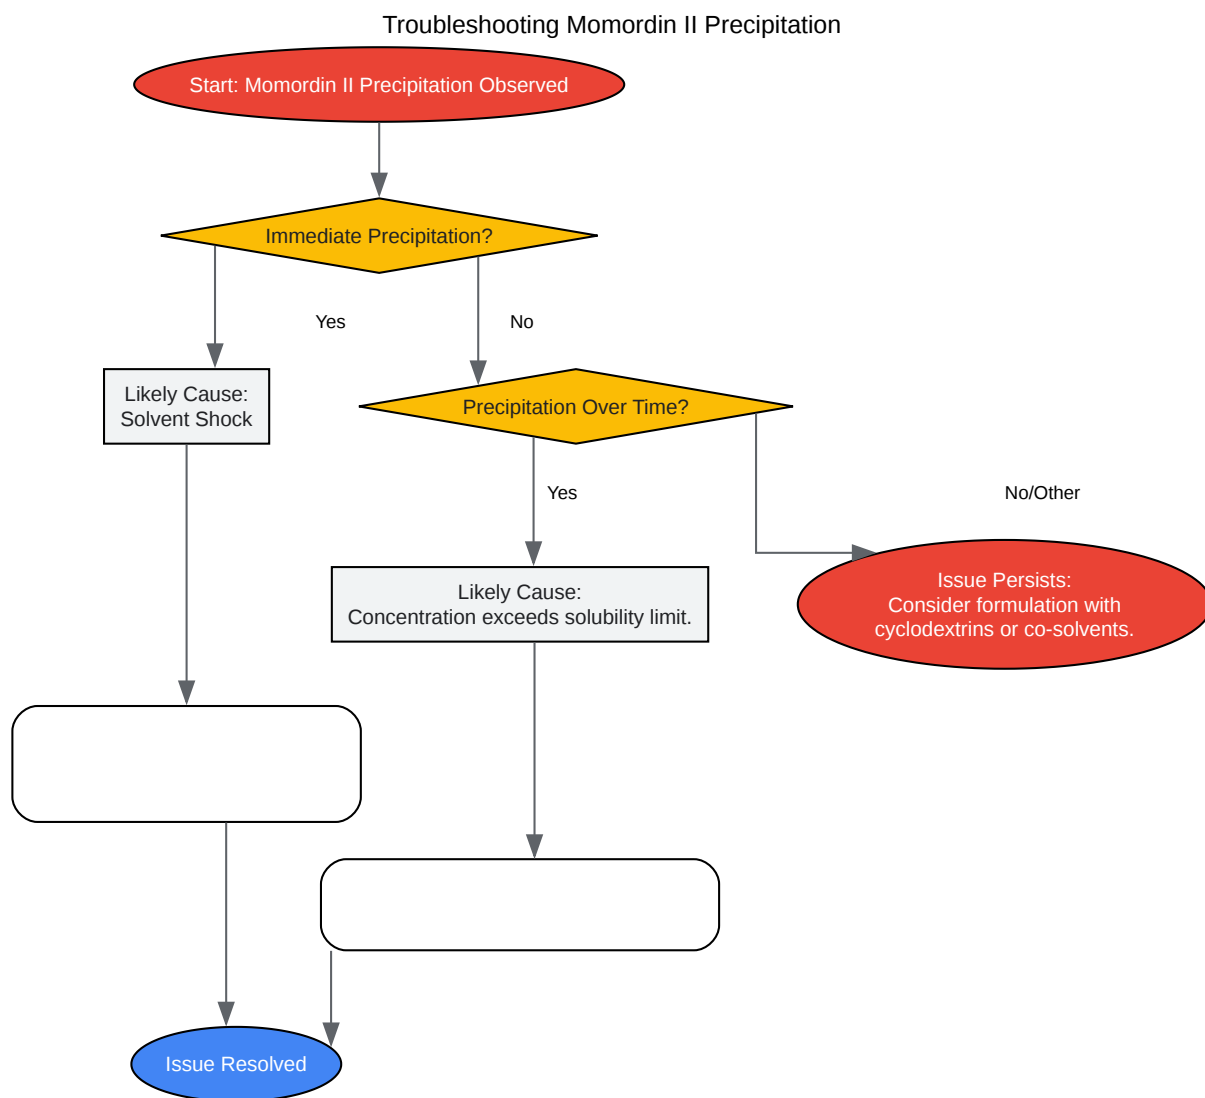 Troubleshooting Momordin II Precipitation
Start: Momordin II Precipitation Observed
Immediate Precipitation?
Yes
No
Likely Cause:
Solvent Shock
Precipitation Over Time?
Yes
No/Other
Likely Cause:
Concentration exceeds solubility limit.
Issue Persists:
Consider formulation with
cyclodextrins or co-solvents.
Issue Resolved